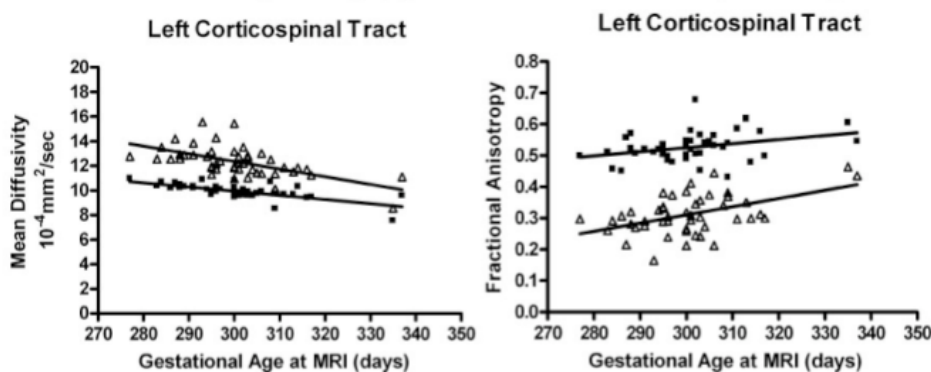 Left Corticospinal Tract
Mean Diffusivity
10-4mm2/sec
20
18
16
14
12
10
8
6
4
2
0
270 280 290 300 310 320 330 340 350
Gestational Age at MRI (days)
Left Corticospinal Tract
Fractional Anisotropy
0.8
0.7
0.6
0.5
0.4
0.3
0.2
0.1
0.0
270 280 290 300 310 320 330 340 350
Gestational Age at MRI (days)